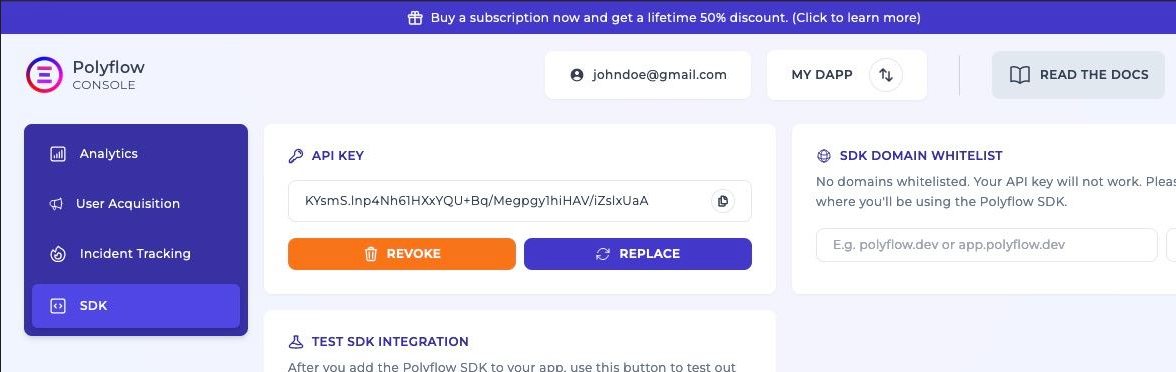 Buy a subscription now and get a lifetime 50% discount. (Click to learn more)
Polyflow
CONSOLE
johndoe@gmail.com
MY DAPP
READ THE DOCS
Analytics
User Acquisition
Incident Tracking
SDK
API KEY
KYsmS.lnp4Nh61HXxYQU+Bq/Megpgy1hiHAV/iZslxUaA
REVOKE
REPLACE
SDK DOMAIN WHITELIST
No domains whitelisted. Your API key will not work. Pleas
where you'll be using the Polyflow SDK.
E.g. polyflow.dev or app.polyflow.dev
TEST SDK INTEGRATION
After you add the Polyflow SDK to your app, use this button to test out